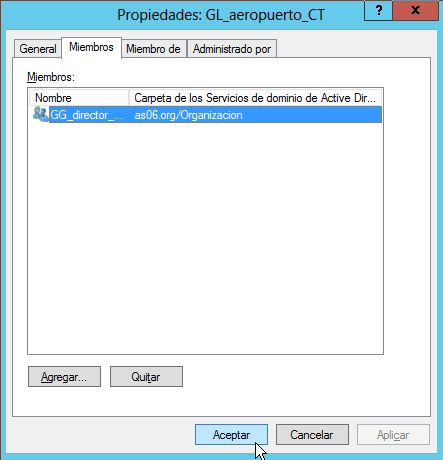 Propiedades: GL_aeropuerto_CT
?
x
General Miembros Miembro de Administrado por
Miembros:
Nombre Carpeta de los Servicios de dominio de Active Dir...
GG_director_... as06.org/Organizacion
Agregar... Quitar
Aceptar Cancelar Aplicar